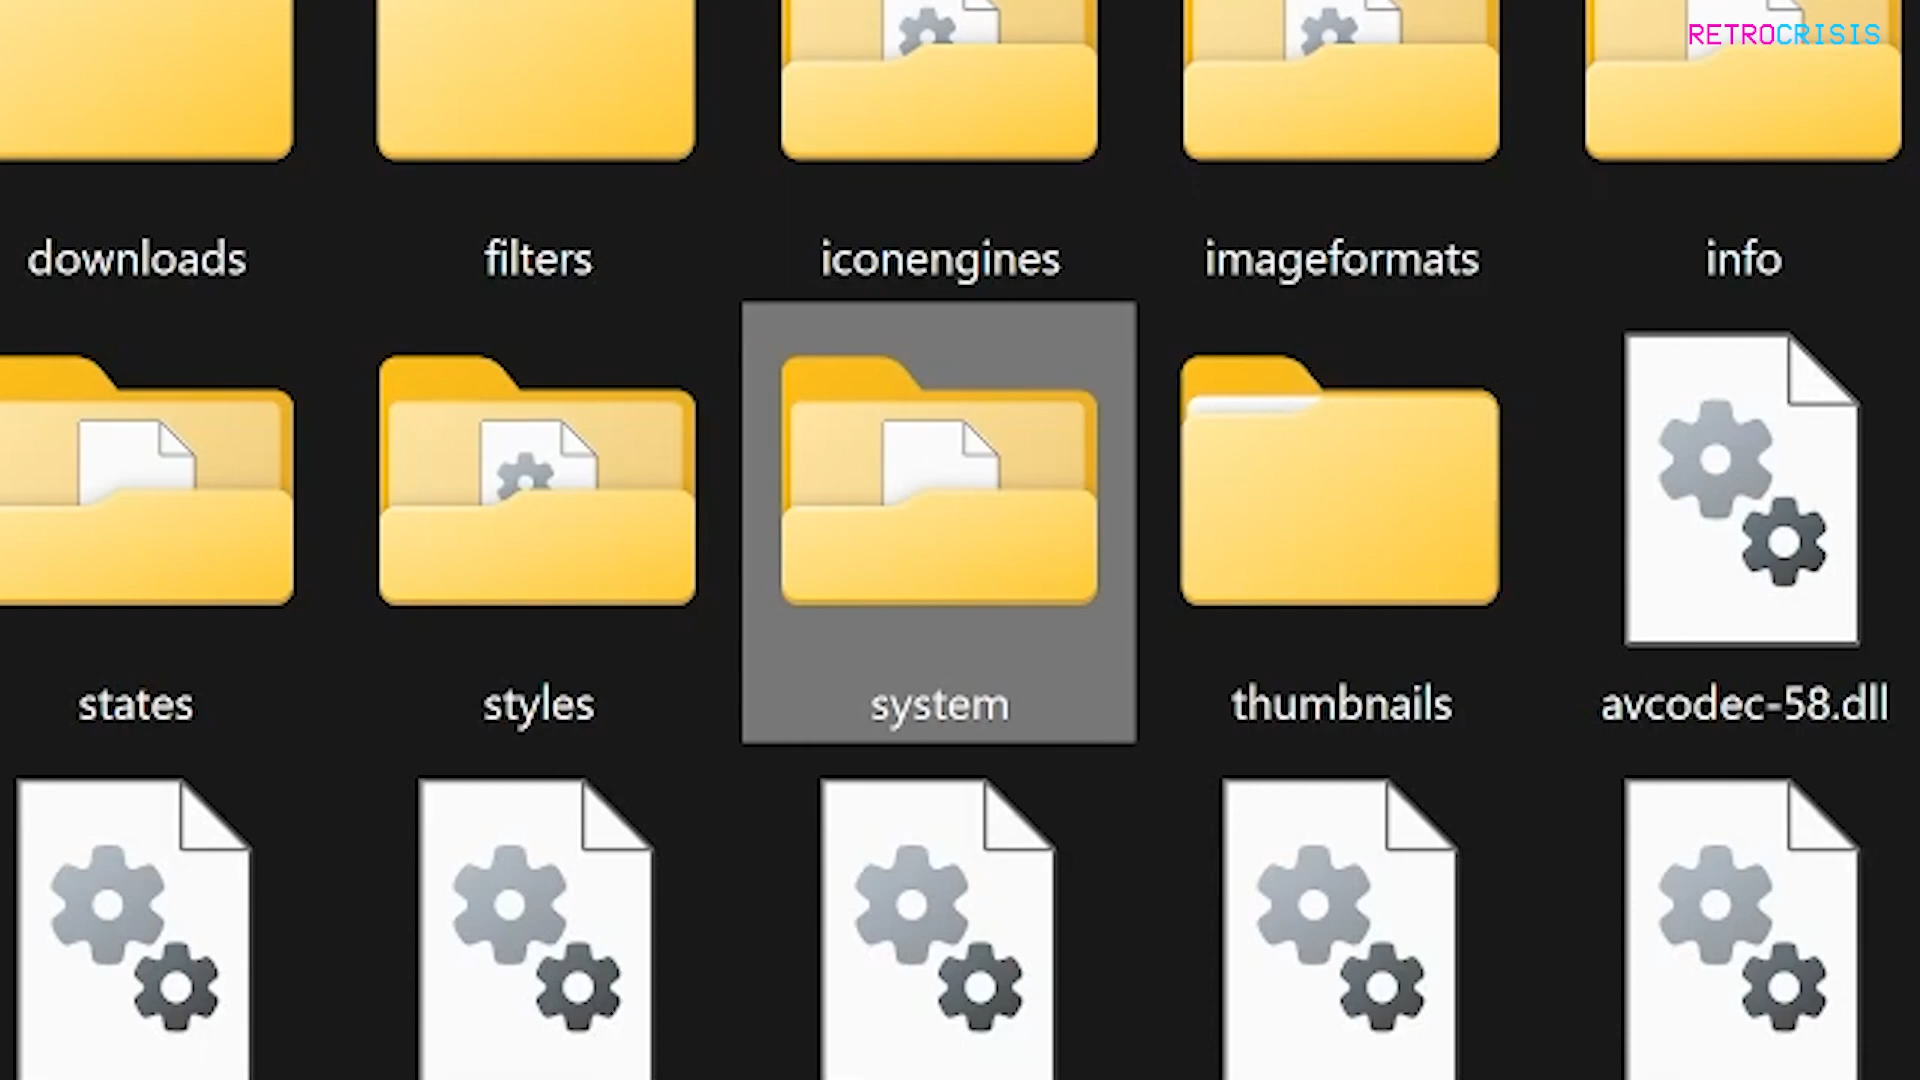 RETROCRISIS
downloads
filters
iconengines
imageformats
info
states
styles
system
thumbnails
avcodec-58.dll